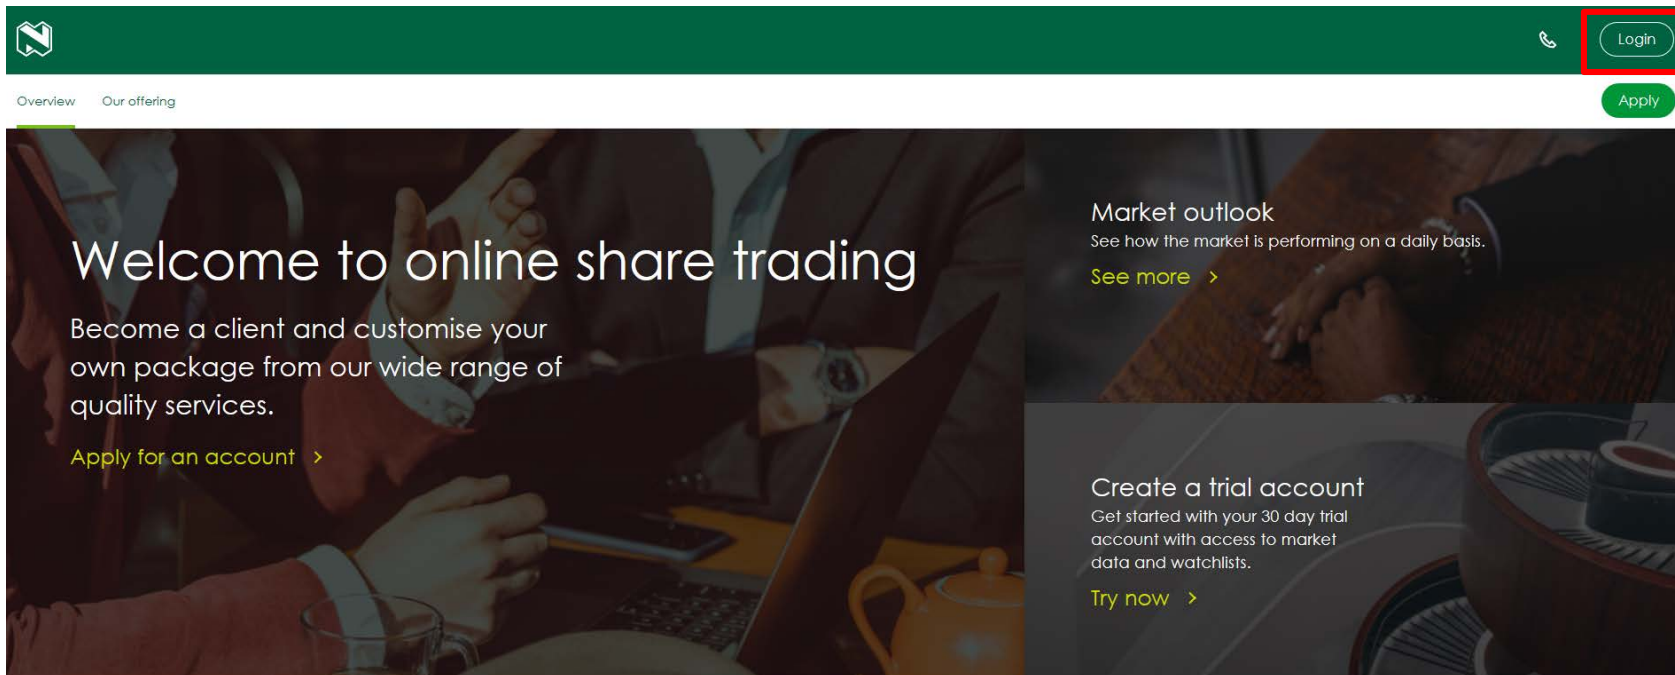 Login
Overview
Our offering
Apply
Welcome to online share trading
Become a client and customise your
own package from our wide range of
quality services.
Apply for an account >
Market outlook
See how the market is performing on a daily basis.
See more >
Create a trial account
Get started with your 30 day trial
account with access to market
data and watchlists.
Try now >